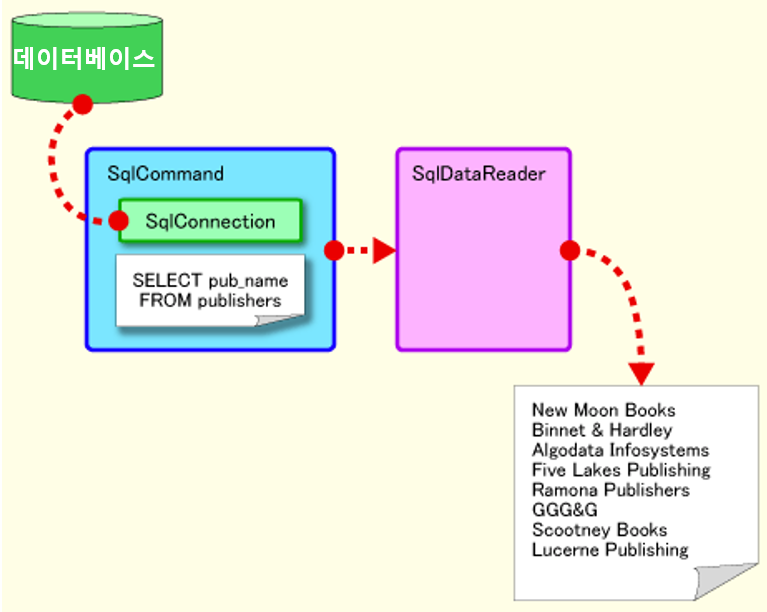 데이터베이스
SqlCommand
SqlConnection
SELECT pub_name
FROM publishers
SqlDataReader
New Moon Books
Binnet & Hardley
Algodata Infosystems
Five Lakes Publishing
Ramona Publishers
GGG&G
Scootney Books
Lucerne Publishing